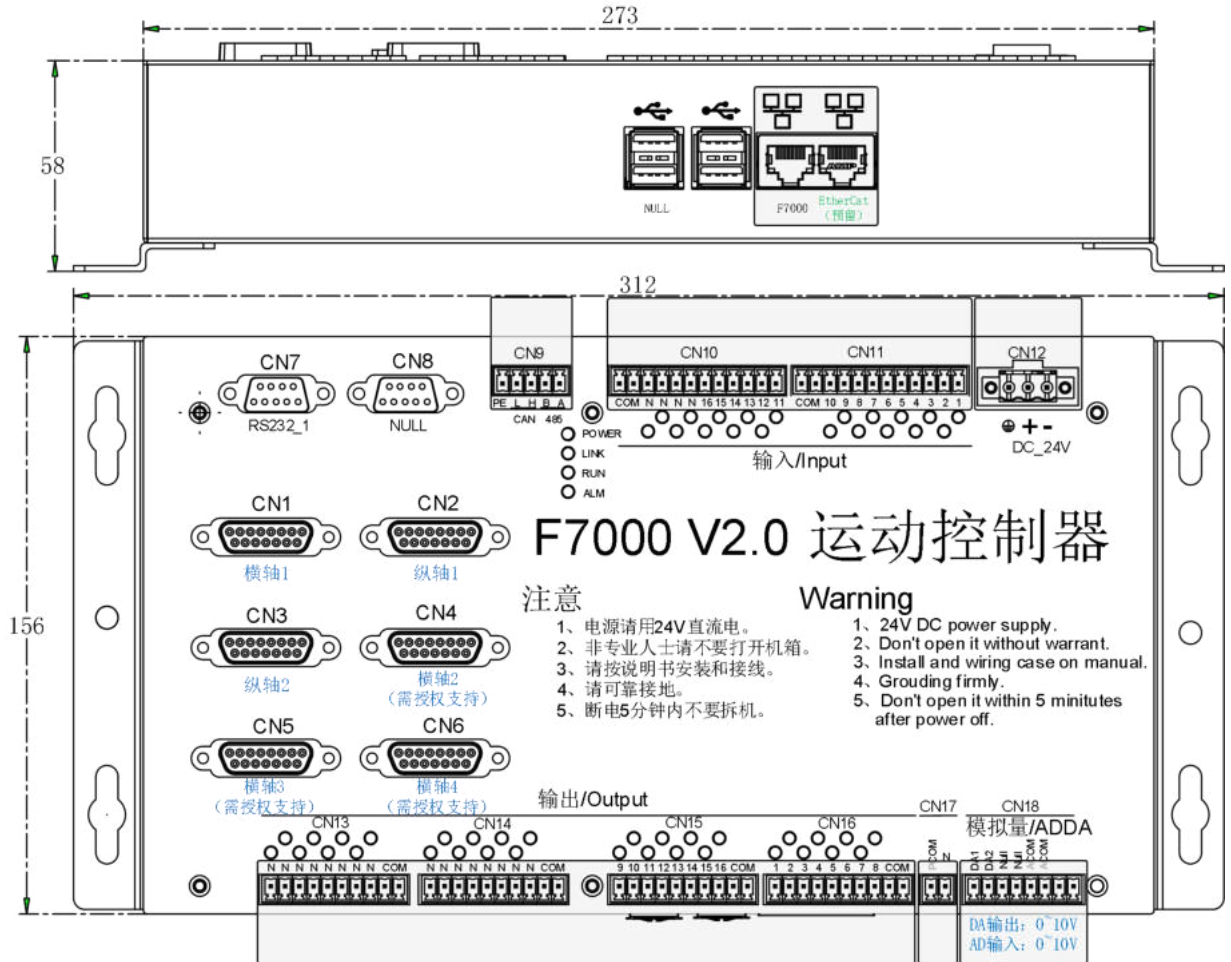 273
58
NULL
F7000
EtherCat
(预留)
312
CN7
RS232_1
CN8
NULL
CN9
PE L H B A
CAN 485
CN10
COM N N N N 16 15 14 13 12 11
CN11
COM 10 9 8 7 6 5 4 3 2 1
输入/Input
CN12
DC_24V
POWER
LINK
RUN
ALM
156
CN1
横轴1
CN2
纵轴1
F7000 V2.0 运动控制器
CN3
纵轴2
CN4
横轴2
(需授权支持)
注意
1、电源请用24V直流电。
2、非专业人士请不要打开机箱。
3、请按说明书安装和接线。
4、请可靠接地。
5、断电5分钟内不要拆机。
Warning
1、24V DC power supply.
2、Don't open it without warrant.
3、Install and wiring case on manual.
4、Grounding firmly.
5、Don't open it within 5 minitutes
after power off.
CN5
横轴3
(需授权支持)
CN6
横轴4
(需授权支持)
输出/Output
CN13
N N N N N N N N COM
CN14
N N N N N N N N COM
CN15
9 10 11 12 13 14 15 16 COM
CN16
1 2 3 4 5 6 7 8 COM
CN17
PCOM
N
CN18
模拟量/ADDA
DA1
DA2
Null
Null
ACOM
ACOM
DA输出: 0~10V
AD输入: 0~10V